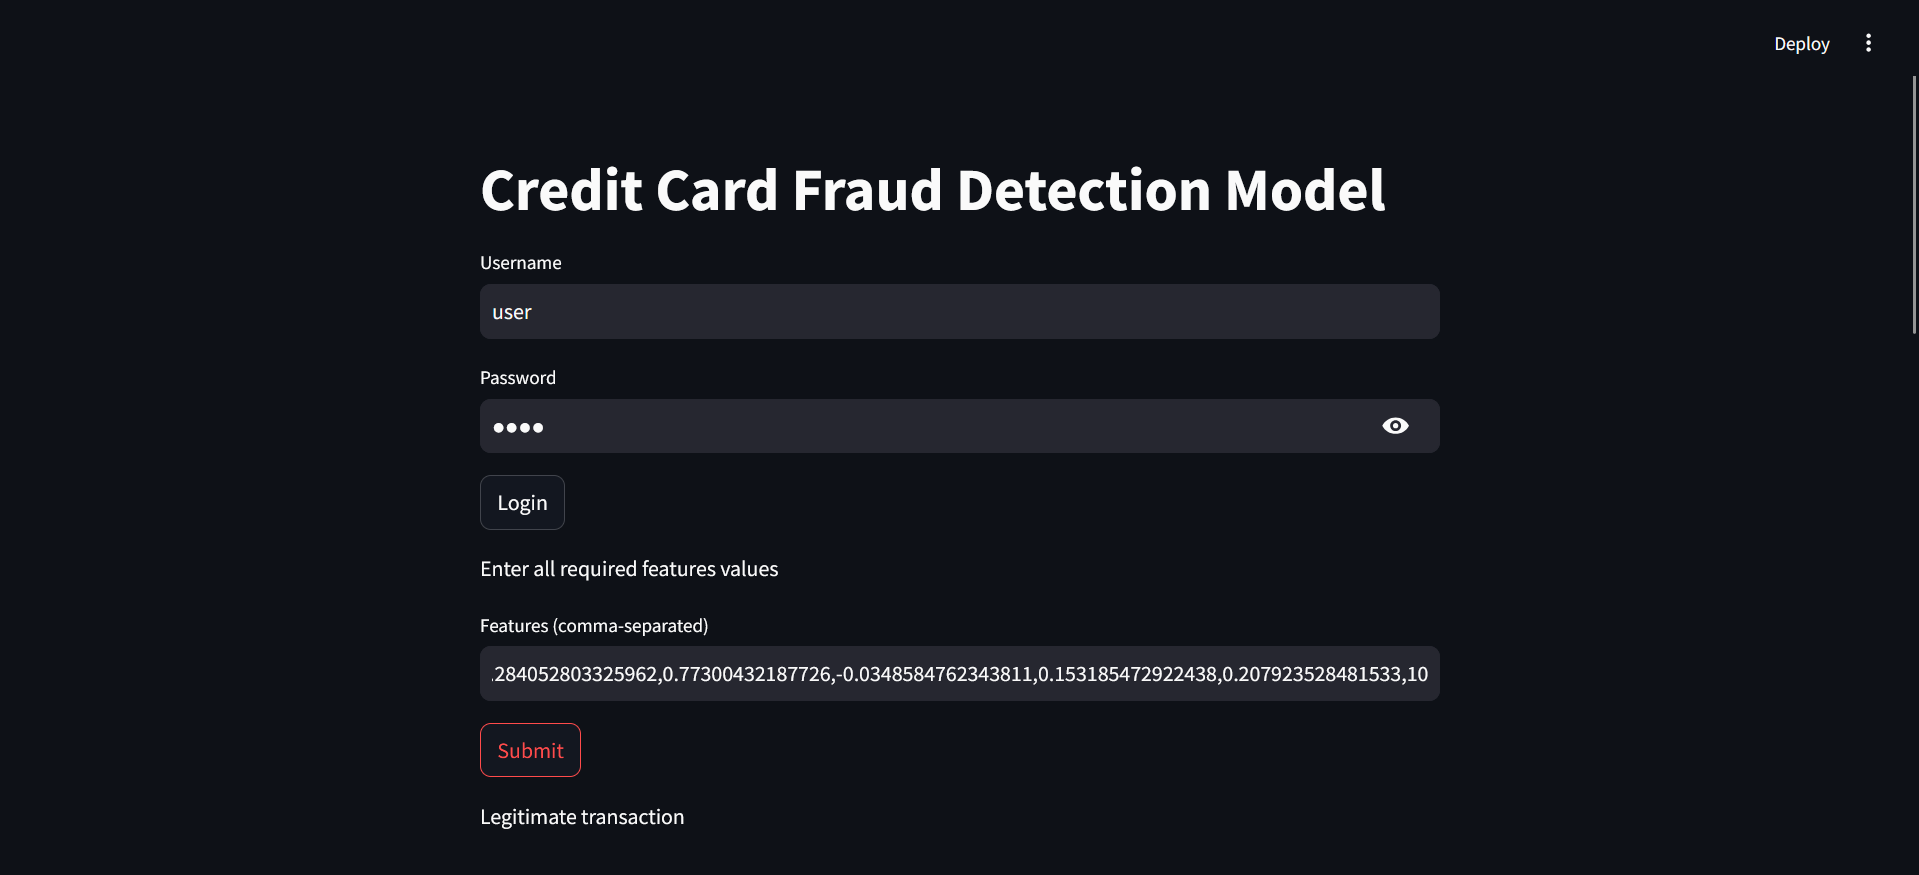 Deploy
Credit Card Fraud Detection Model
Username
user
Password
••••
Login
Enter all required features values
Features (comma-separated)
.284052803325962,0.77300432187726,-0.0348584762343811,0.153185472922438,0.207923528481533,10
Submit
Legitimate transaction